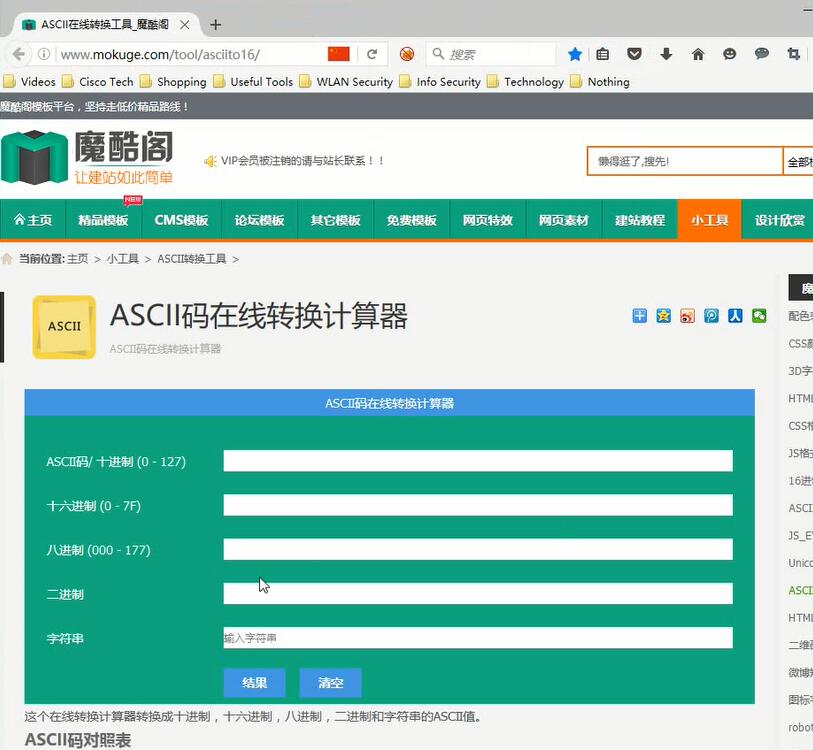 ASCII在线转换工具_魔酷阁
www.mokuge.com/tool/asciito16/
搜索
Videos
Cisco Tech
Shopping
Useful Tools
WLAN Security
Info Security
Technology
Nothing
魔酷阁模板平台，坚持走低价精品路线！
魔酷阁
让建站如此简单
VIP会员被注销的请与站长联系！！
懒得逛了,搜先!
全部
NEW
主页
精品模板
CMS模板
论坛模板
其它模板
免费模板
网页特效
网页素材
建站教程
小工具
设计欣赏
当前位置: 主页 > 小工具 > ASCII转换工具 >
魔
ASCII
ASCII码在线转换计算器
ASCII码在线转换计算器
配色
CSS
3D字
HTML
CSS格
JS格式
16进
ASCI
JS_E
Unico
ASCI
HTML
二维
微博
图标
robot
ASCII码在线转换计算器
ASCII码/ 十进制 (0 - 127)
十六进制 (0 - 7F)
八进制 (000 - 177)
二进制
字符串
输入字符串
结果
清空
这个在线转换计算器转换成十进制，十六进制，八进制，二进制和字符串的ASCII值。
ASCII码对照表